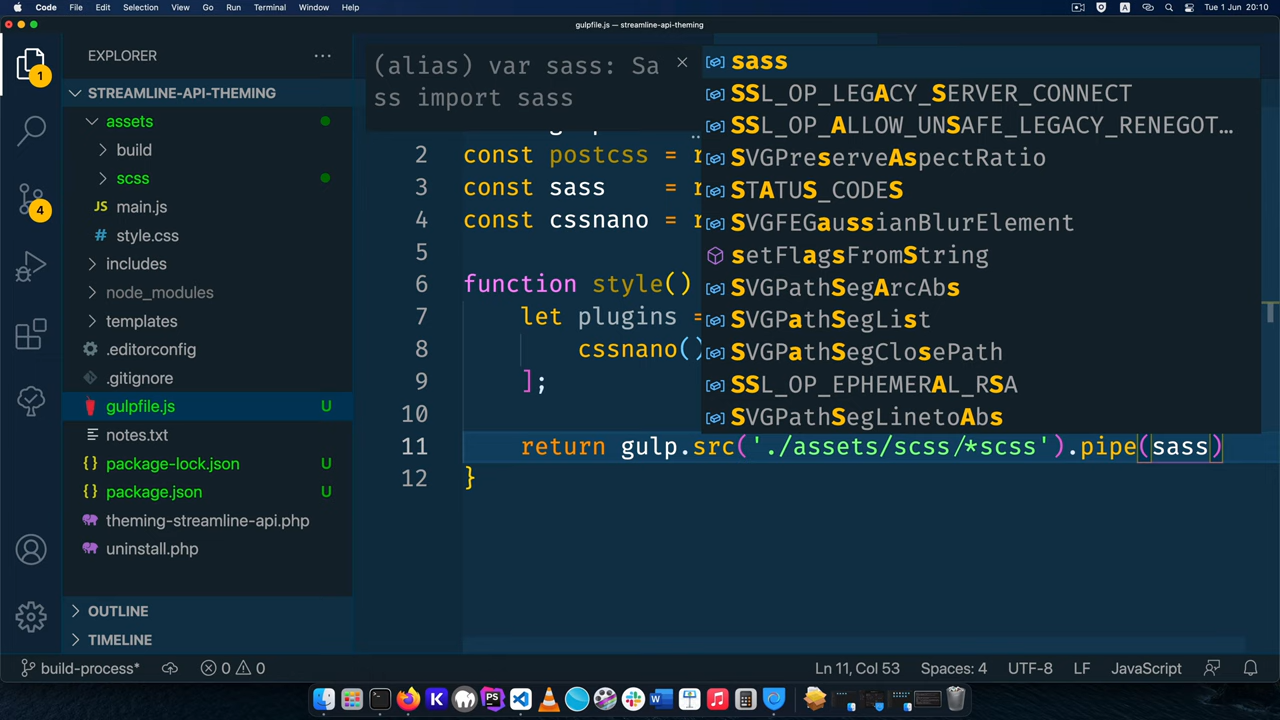 Code File Edit Selection View Go Run Terminal Window Help A Tue 1 Jun 20:10
gulpfile.js — streamline-api-theming
EXPLORER ···
STREAMLINE-API-THEMING
assets
build
scss
JS main.js
# style.css
includes
node_modules
templates
.editorconfig
.gitignore
gulpfile.js U
notes.txt
{} package-lock.json U
{} package.json U
theming-streamline-api.php
uninstall.php
OUTLINE
TIMELINE
1
4
(alias) var sass: Sa
ss import sass
sass
SSL_OP_LEGACY_SERVER_CONNECT
SSL_OP_ALLOW_UNSAFE_LEGACY_RENEGOT...
SVGPreserveAspectRatio
STATUS_CODES
SVGFEGaussianBlurElement
setFlagsFromString
SVGPathSegArcAbs
SVGPathSegList
SVGPathSegClosePath
SSL_OP_EPHEMERAL_RSA
SVGPathSegLinetoAbs
2 const postcss = r
3 const sass = r
4 const cssnano = r
5
6 function style()
7 let plugins =
8 cssnano()
9 ];
10
11 return gulp.src('./assets/scss/*scss').pipe(sass)
12 }
build-process* 0 0 Ln 11, Col 53 Spaces: 4 UTF-8 LF JavaScript
K PS W